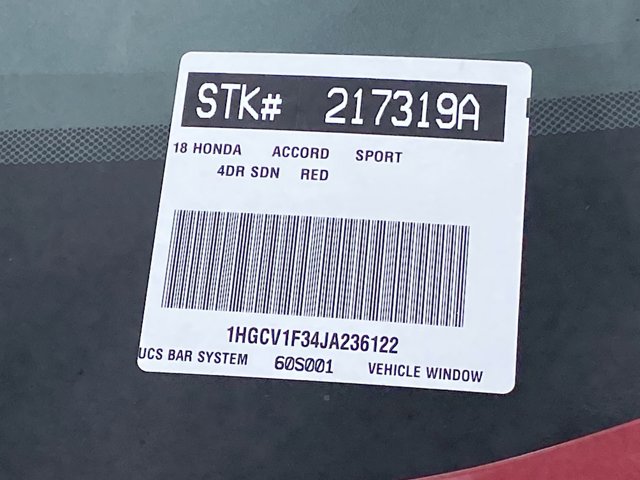 STK# 217319A
18 HONDA ACCORD SPORT
4DR SDN RED
1HGCV1F34JA236122
UCS BAR SYSTEM 60S001 VEHICLE WINDOW